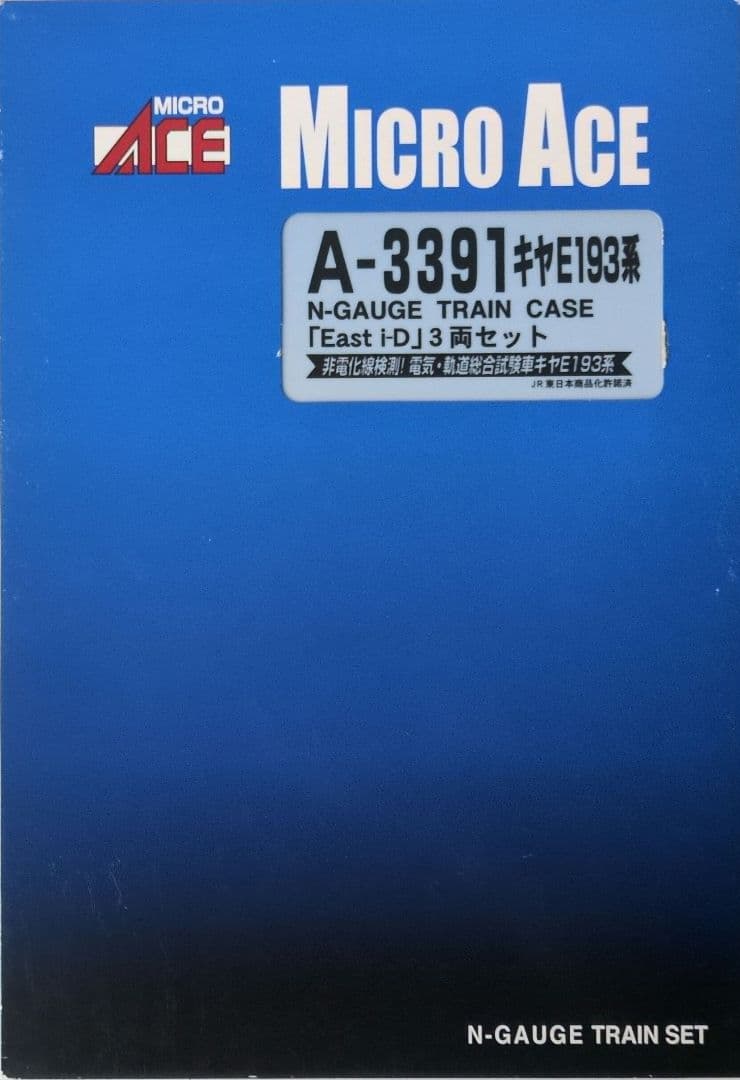 MICRO
ACE
MICRO ACE
A-3391キヤE193系
N-GAUGE TRAIN CASE
「East i-D」3両セット
非電化線検測!電気・軌道総合試験車キヤE193系
JR東日本商品化許諾済
N-GAUGE TRAIN SET